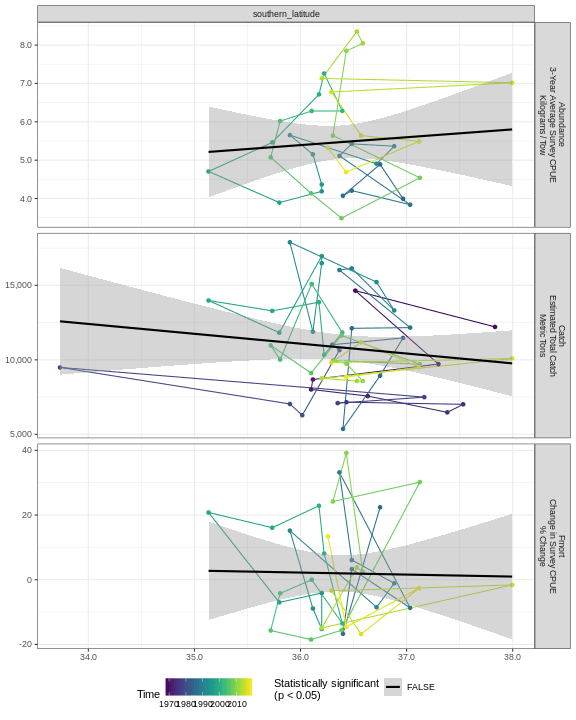 southern_latitude
8.0
7.0
6.0
5.0
4.0
Abundance
3-Year Average Survey CPUE
Kilograms / Tow
15,000
10,000
5,000
Catch
Estimated Total Catch
Metric Tons
40
20
0
-20
Fmort
Change in Survey CPUE
% Change
34.0 35.0 36.0 37.0 38.0
Time
1970 1980 1990 2000 2010
Statistically significant
(p < 0.05)
FALSE